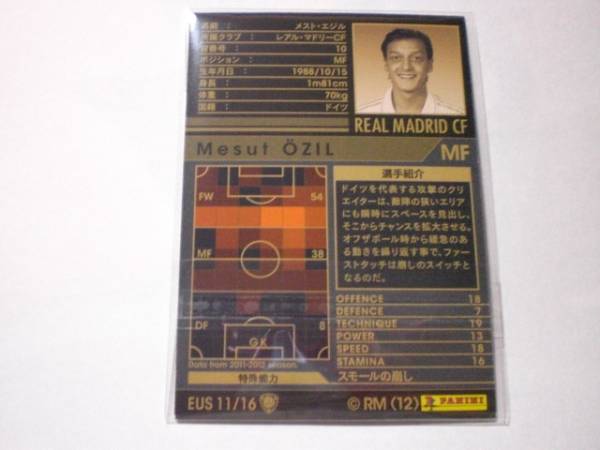 名前 : メスト・エジル
所属クラブ : レアル・マドリーCF
背番号 : 10
ポジション : MF
生年月日 : 1988/10/15
身長 : 1m81cm
体重 : 70kg
国籍 : ドイツ
REAL MADRID CF
Mesut ÖZIL
MF
FW 54
MF 38
DF 8
GK
Data from 2011-2012 season.
選手紹介
ドイツを代表する攻撃のクリ
エイターは、敵陣の狭いエリア
にも瞬時にスペースを見出し、
そこからチャンスを拡大させる。
オフザボール時から緩急のあ
る動きを繰り返す事で、ファー
ストタッチは崩しのスイッチと
なるのだ。
OFFENCE 18
DEFENCE 7
TECHNIQUE 19
POWER 13
SPEED 18
STAMINA 16
特殊能力 スモールの崩し
EUS 11/16
© RM (12)
PANINI